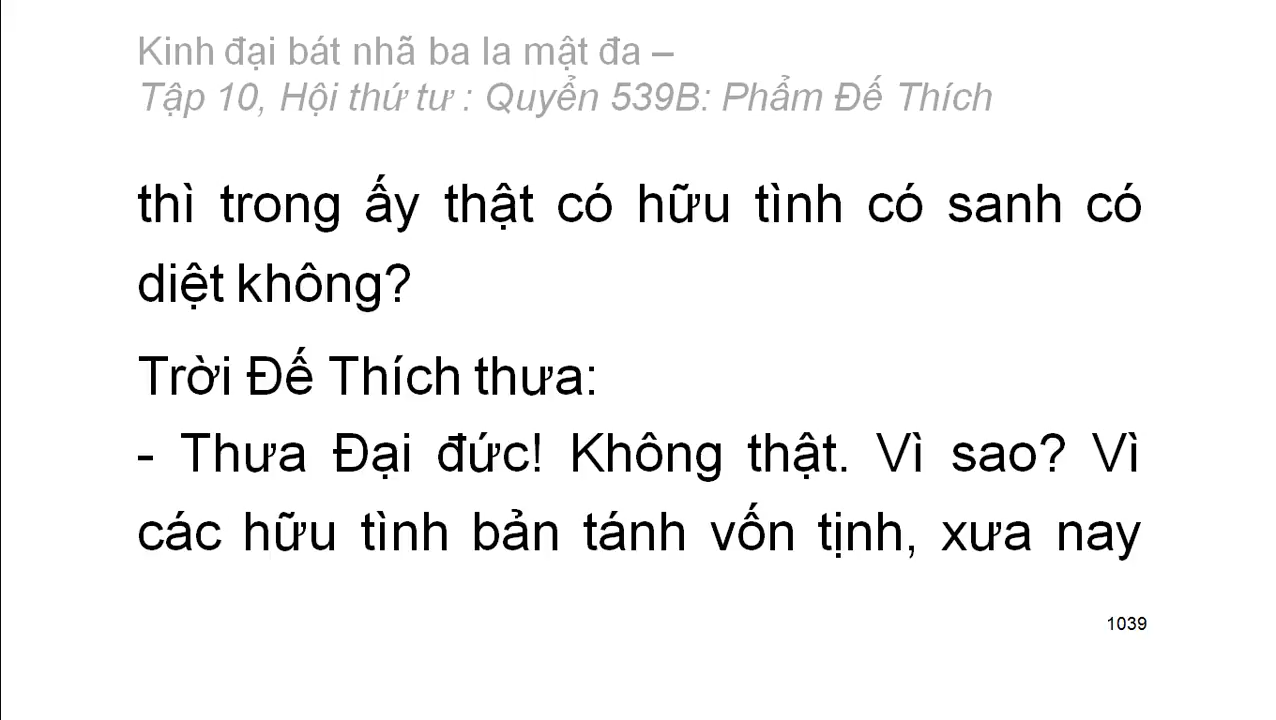 Kinh đại bát nhã ba la mật đa –
Tập 10, Hội thứ tư : Quyển 539B: Phẩm Đế Thích
thì trong ấy thật có hữu tình có sanh có
diệt không?
Trời Đế Thích thưa:
- Thưa Đại đức! Không thật. Vì sao? Vì
các hữu tình bản tánh vốn tịnh, xưa nay
1039